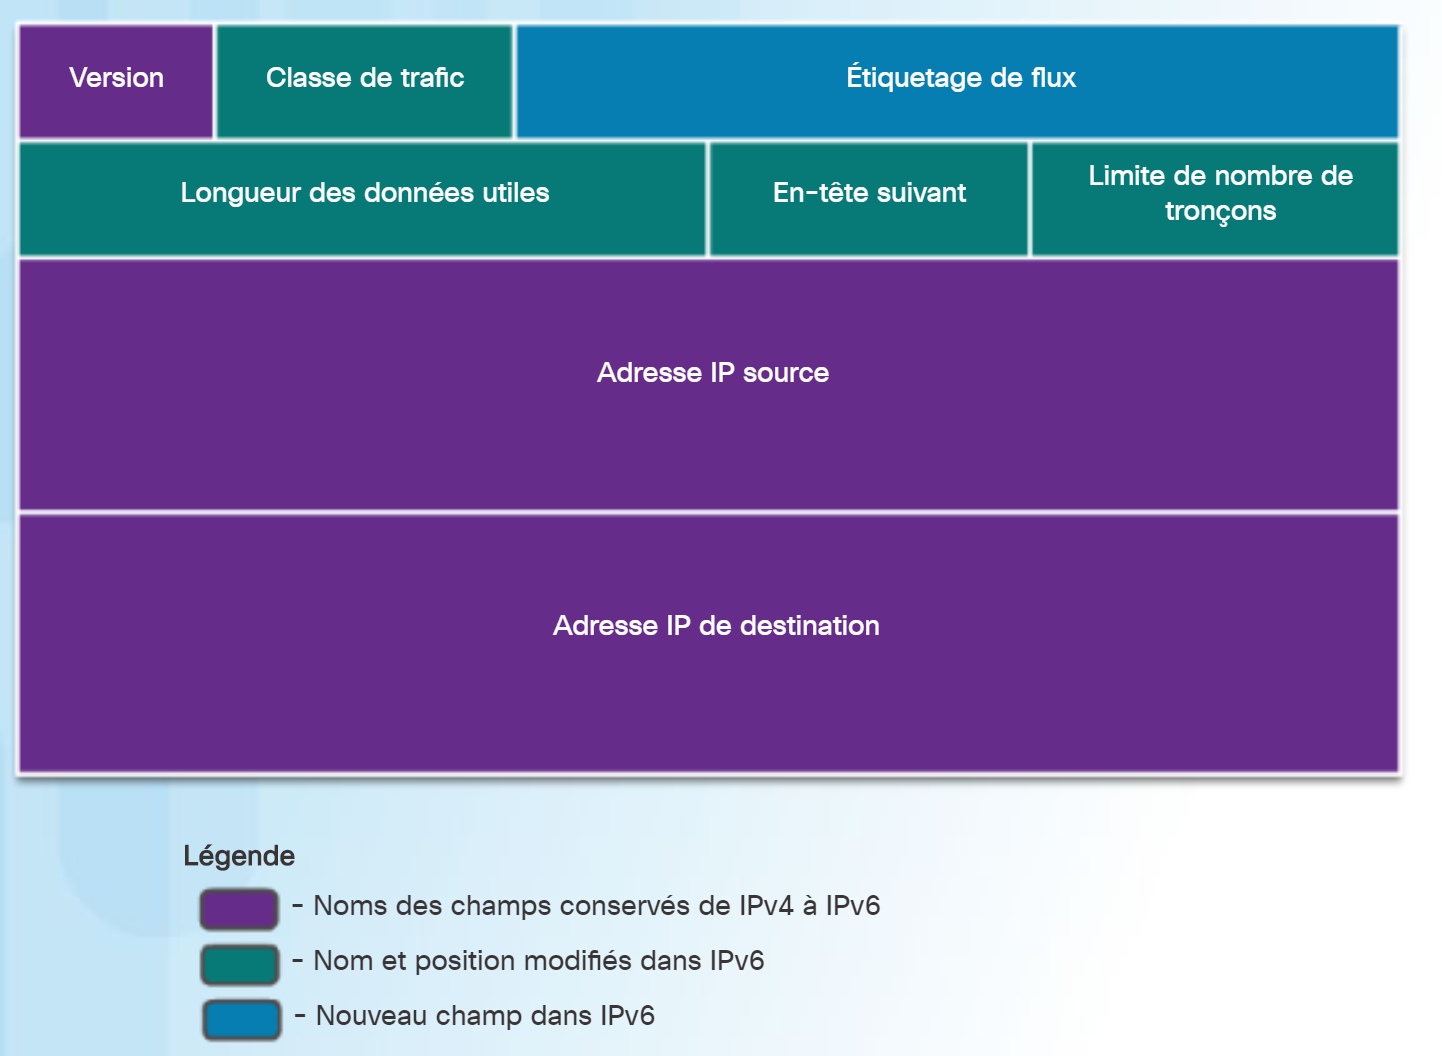 Version
Classe de trafic
Étiquetage de flux
Longueur des données utiles
En-tête suivant
Limite de nombre de
tronçons
Adresse IP source
Adresse IP de destination
Légende
- Noms des champs conservés de IPv4 à IPv6
- Nom et position modifiés dans IPv6
- Nouveau champ dans IPv6